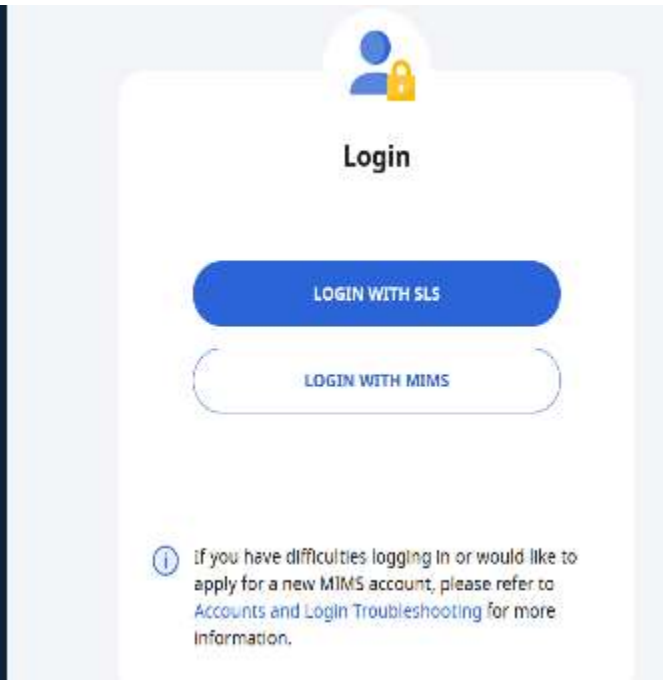 Login
LOGIN WITH SLS
LOGIN WITH MIMS
If you have difficulties logging in or would like to
apply for a new MIMS account, please refer to
Accounts and Login Troubleshooting for more
information.